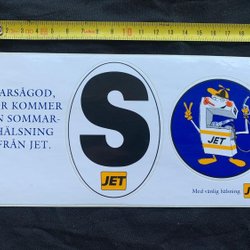 ARSÅGOD,
R KOMMER
N SOMMAR-
HÄLSNING
FRÅN JET.
S
JET
JET
Med vänlig hälsning